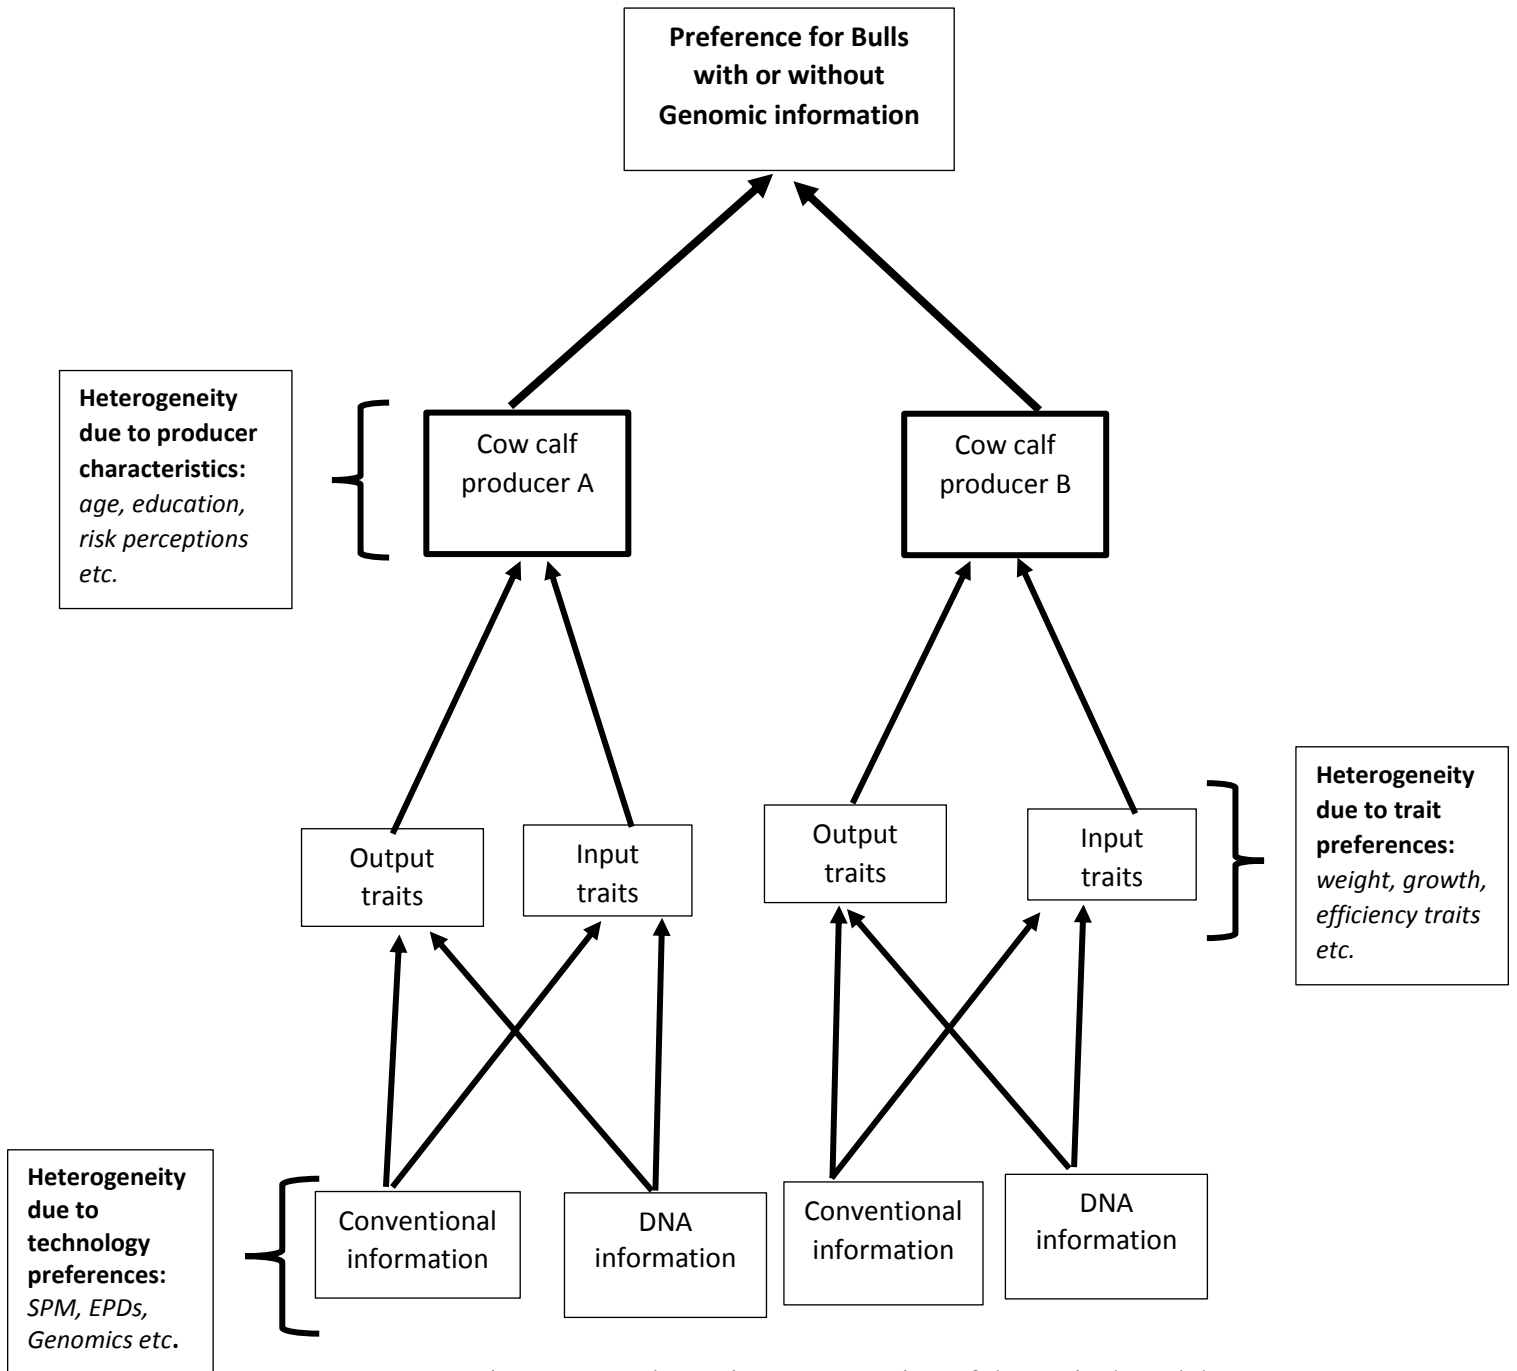 Preference for Bulls
with or without
Genomic information
Heterogeneity
due to producer
characteristics:
age, education,
risk perceptions
etc.
Cow calf
producer A
Cow calf
producer B
Output
traits
Input
traits
Output
traits
Input
traits
Heterogeneity
due to trait
preferences:
weight, growth,
efficiency traits
etc.
Heterogeneity
due to
technology
preferences:
SPM, EPDs,
Genomics etc.
Conventional
information
DNA
information
Conventional
information
DNA
information